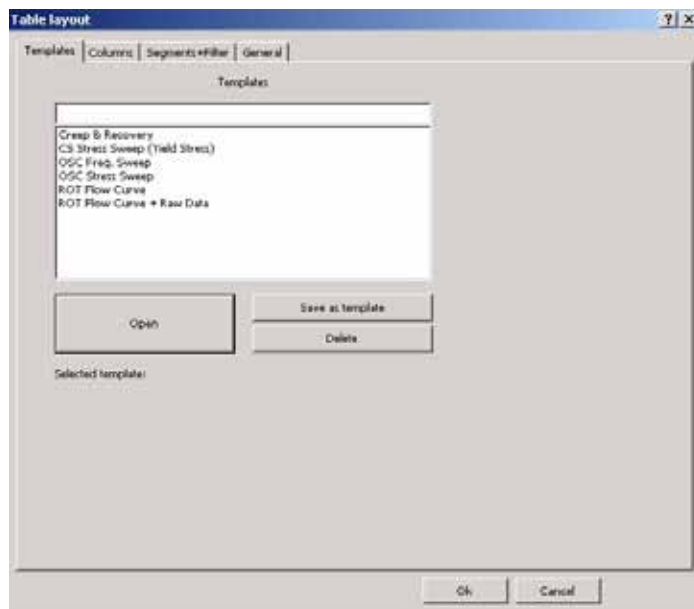 Table layout
Templates Columns Segments+Filter General
Templates
Creep & Recovery
CS Stress Sweep (Yield Stress)
OSC Freq. Sweep
OSC Stress Sweep
ROT Flow Curve
ROT Flow Curve + Raw Data
Open
Save as template
Delete
Selected template:
Ok Cancel